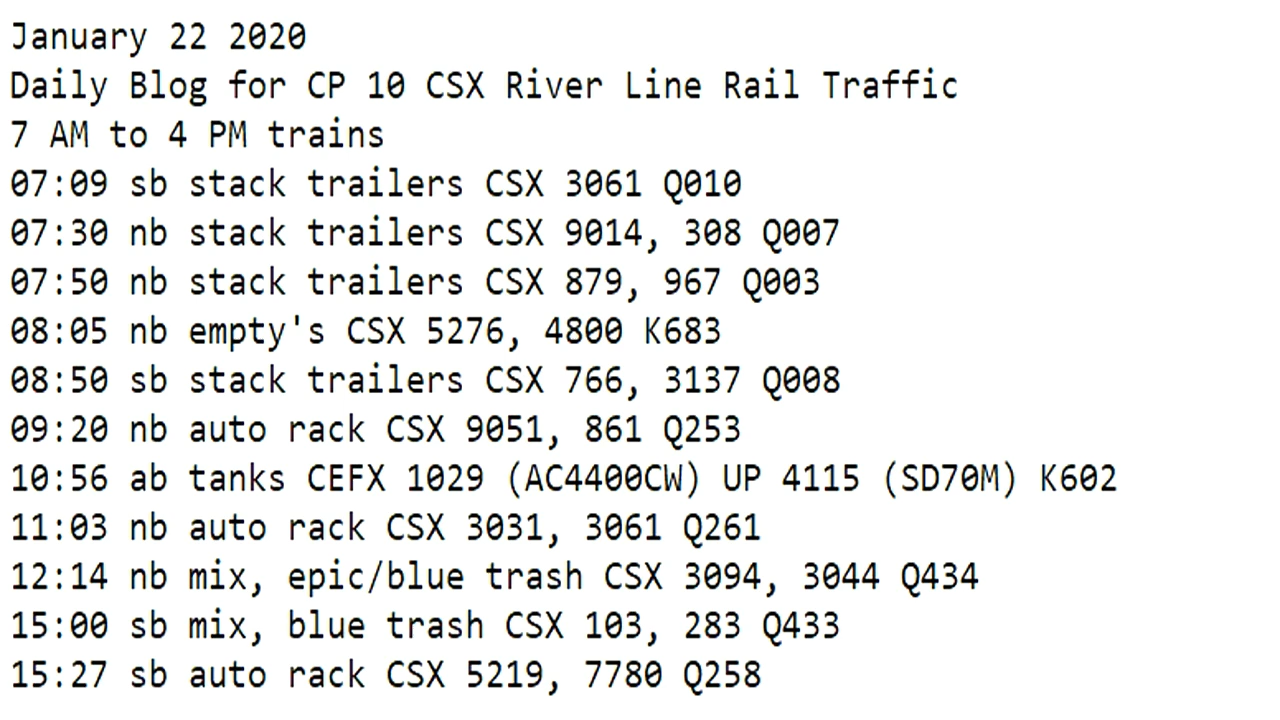 January 22 2020
Daily Blog for CP 10 CSX River Line Rail Traffic
7 AM to 4 PM trains
07:09 sb stack trailers CSX 3061 Q010
07:30 nb stack trailers CSX 9014, 308 Q007
07:50 nb stack trailers CSX 879, 967 Q003
08:05 nb empty's CSX 5276, 4800 K683
08:50 sb stack trailers CSX 766, 3137 Q008
09:20 nb auto rack CSX 9051, 861 Q253
10:56 ab tanks CEFX 1029 (AC4400CW) UP 4115 (SD70M) K602
11:03 nb auto rack CSX 3031, 3061 Q261
12:14 nb mix, epic/blue trash CSX 3094, 3044 Q434
15:00 sb mix, blue trash CSX 103, 283 Q433
15:27 sb auto rack CSX 5219, 7780 Q258